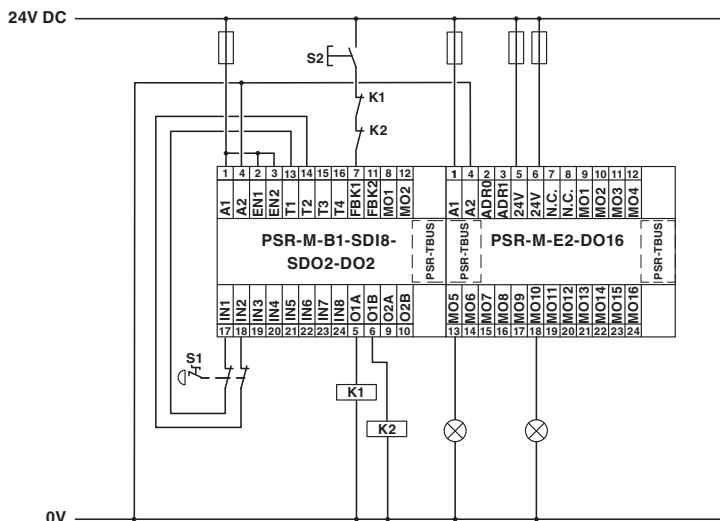 24V DC
S2
K1
K2
1 4 2 3 13 14 15 16 7 11 8 12
1 4 2 3 5 6 7 8 9 10 11 12
A1 A2 EN1 EN2 T1 T2 T3 T4 FBK1 FBK2 MO1 MO2
A1 A2 ADR0 ADR1 24V 24V N.C. N.C. MO1 MO2 MO3 MO4
PSR-M-B1-SDI8-
SDO2-DO2
PSR-TBUS
PSR-TBUS
PSR-M-E2-DO16
PSR-TBUS
IN1 IN2 IN3 IN4 IN5 IN6 IN7 IN8 O1A O1B O2A O2B
MO5 MO6 MO7 MO8 MO9 MO10 MO11 MO12 MO13 MO14 MO15 MO16
17 18 19 20 21 22 23 24 5 6 9 10
13 14 15 16 17 18 19 20 21 22 23 24
S1
K1
K2
0V